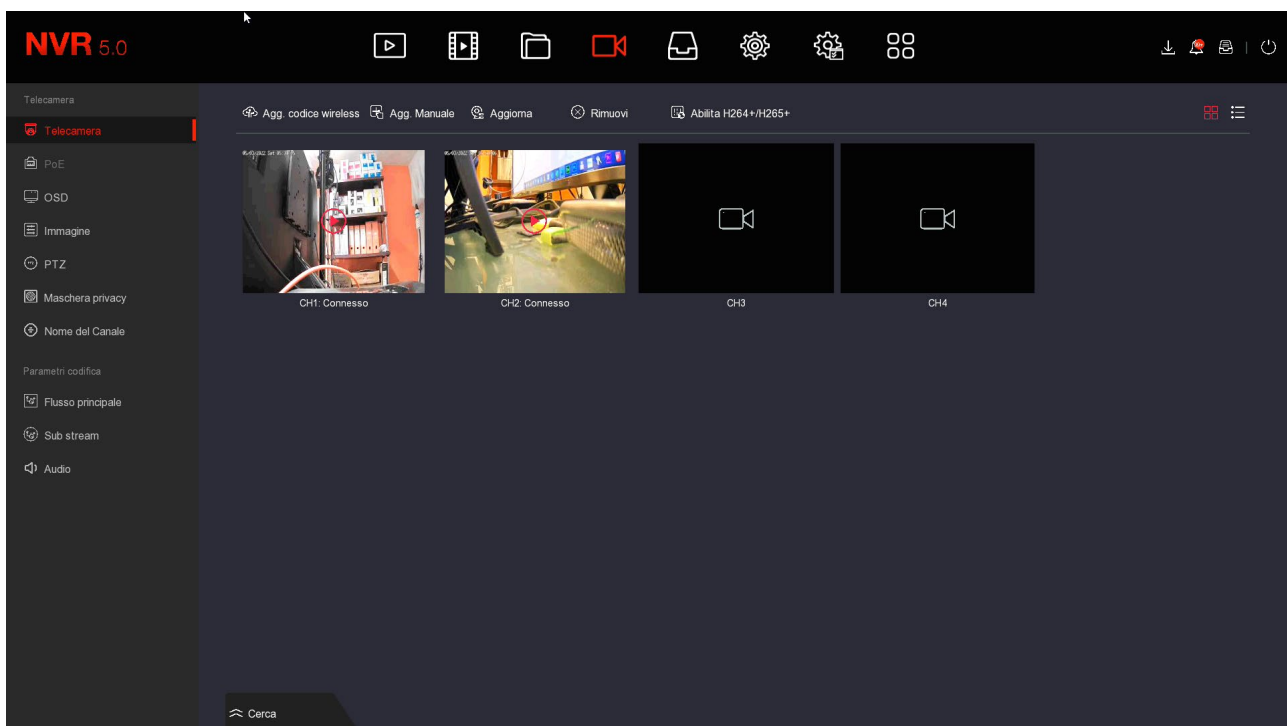 NVR 5.0
Telecamera
Telecamera
PoE
OSD
Immagine
PTZ
Maschera privacy
Nome del Canale
Parametri codifica
Flusso principale
Sub stream
Audio
Agg. codice wireless Agg. Manuale Aggiorna Rimuovi Abilita H264+/H265+
CH1: Connesso CH2: Connesso CH3 CH4
Cerca